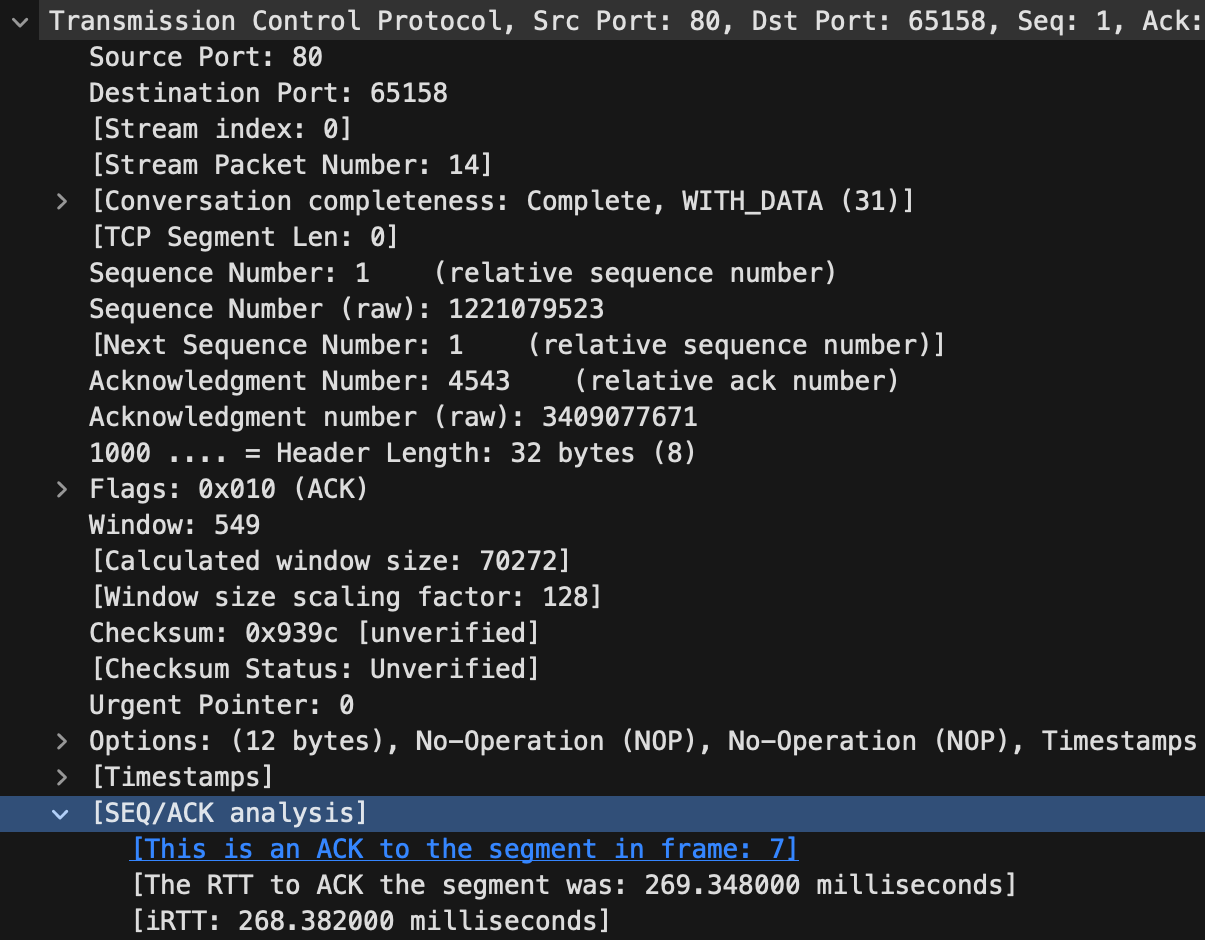 Transmission Control Protocol, Src Port: 80, Dst Port: 65158, Seq: 1, Ack:
Source Port: 80
Destination Port: 65158
[Stream index: 0]
[Stream Packet Number: 14]
[Conversation completeness: Complete, WITH_DATA (31)]
[TCP Segment Len: 0]
Sequence Number: 1    (relative sequence number)
Sequence Number (raw): 1221079523
[Next Sequence Number: 1    (relative sequence number)]
Acknowledgment Number: 4543    (relative ack number)
Acknowledgment number (raw): 3409077671
1000 .... = Header Length: 32 bytes (8)
Flags: 0x010 (ACK)
Window: 549
[Calculated window size: 70272]
[Window size scaling factor: 128]
Checksum: 0x939c [unverified]
[Checksum Status: Unverified]
Urgent Pointer: 0
Options: (12 bytes), No-Operation (NOP), No-Operation (NOP), Timestamps
[Timestamps]
[SEQ/ACK analysis]
[This is an ACK to the segment in frame: 7]
[The RTT to ACK the segment was: 269.348000 milliseconds]
[iRTT: 268.382000 milliseconds]